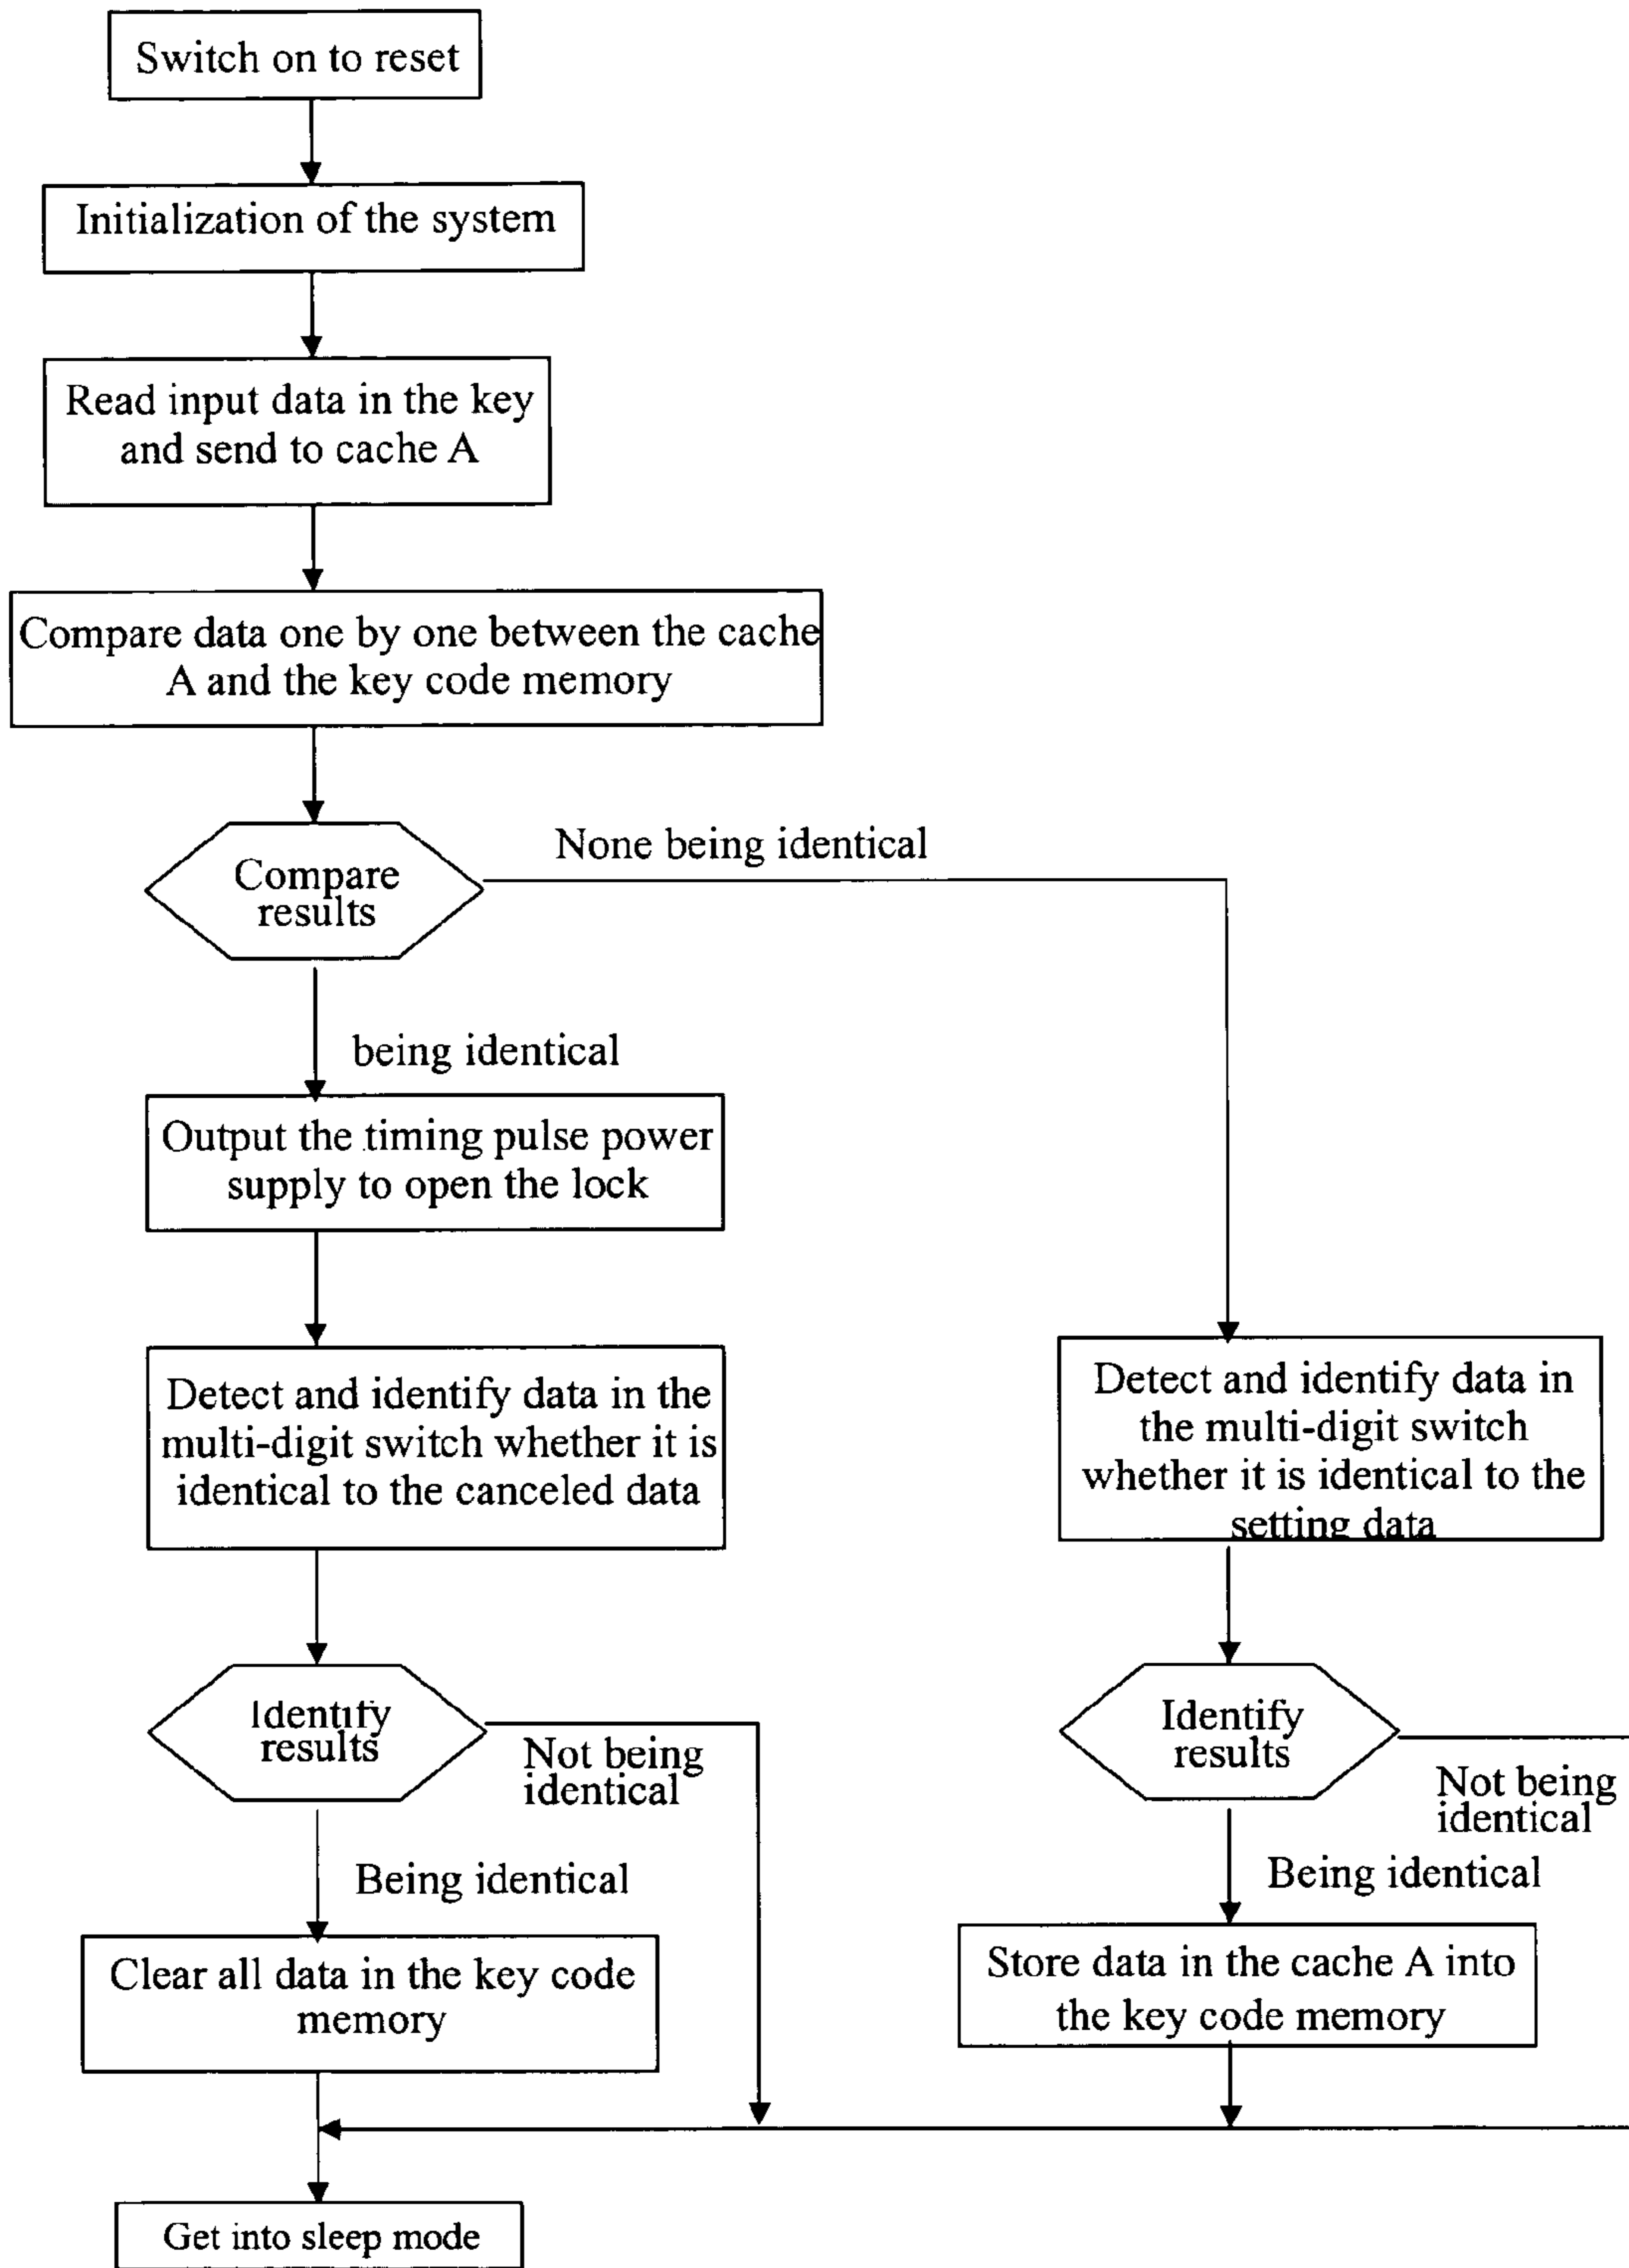 Switch on to reset
Initialization of the system
Read input data in the key
and send to cache A
Compare data one by one between the cache
A and the key code memory
Compare
results
None being identical
being identical
Output the timing pulse power
supply to open the lock
Detect and identify data in the
multi-digit switch whether it is
identical to the canceled data
Detect and identify data in
the multi-digit switch
whether it is identical to the
setting data
Identify
results
Not being
identical
Identify
results
Not being
identical
Being identical
Being identical
Clear all data in the key code
memory
Store data in the cache A into
the key code memory
Get into sleep mode